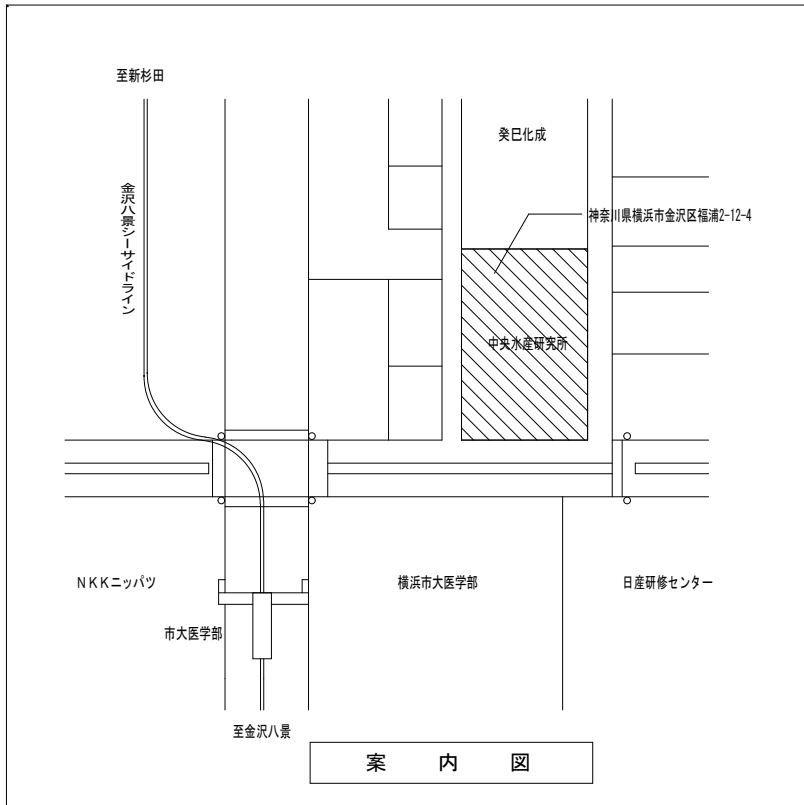 至新杉田
癸巳化成
金沢八景シーサイドライン
神奈川県横浜市金沢区福浦2-12-4
中央水産研究所
NKKニッパツ
横浜市大医学部
日産研修センター
市大医学部
至金沢八景
案内図